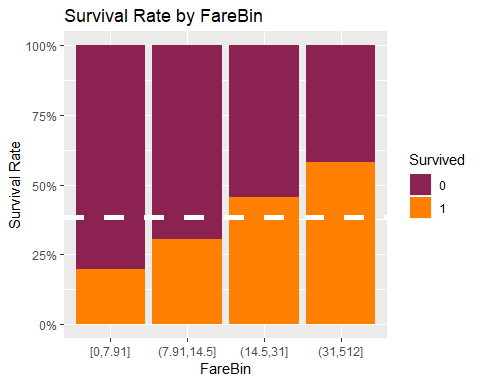 Survival Rate by FareBin
100%
75%
50%
25%
0%
Survival Rate
[0,7.91]
(7.91,14.5]
(14.5,31]
(31,512]
FareBin
Survived
0
1